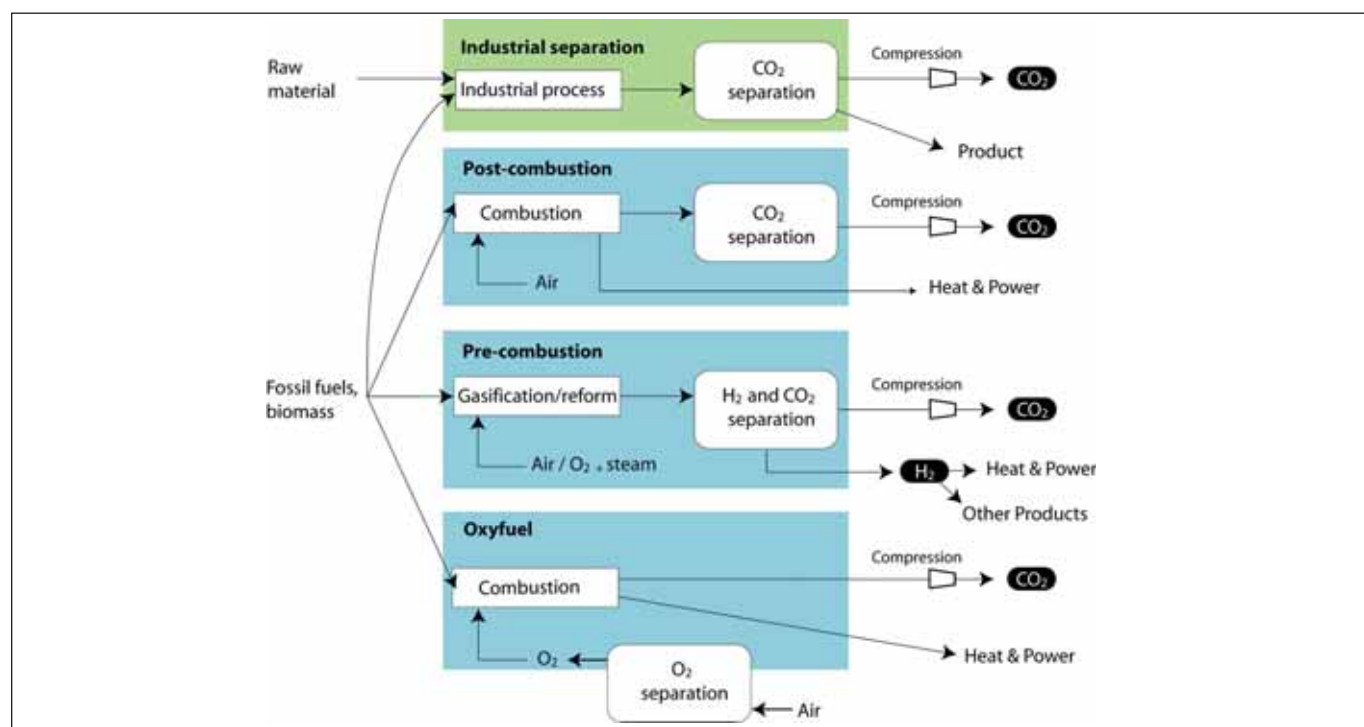 Industrial separation
Raw
material
Industrial process
CO₂
separation
Compression
CO₂
Product
Post-combustion
Combustion
CO₂
separation
Compression
CO₂
Air
Heat & Power
Pre-combustion
Fossil fuels,
biomass
Gasification/reform
H₂ and CO₂
separation
Compression
CO₂
Air / O₂ + steam
H₂
Heat & Power
Other Products
Oxyfuel
Combustion
Compression
CO₂
O₂
O₂
separation
Air
Heat & Power